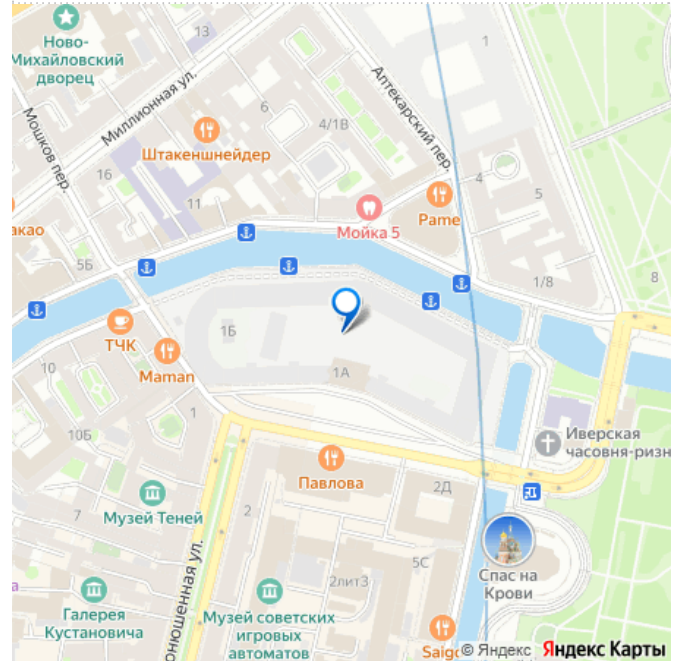 Ново-
Михайловский
дворец
13
1
Миллионная ул.
Аптекарский пер.
Мошков пер.
6
4/1В
Штакеншнейдер
16
4
5
11
Мойка 5
Pame
акао
5Б
1/8
8
1Б
ТЧК
Maman
1А
10
1
10Б
Иверская
часовня-ризн
Павлова
2Д
Музей Теней
2
7
5С
2лит3
Спас на
Крови
а
онюшенная ул.
Галерея
Кустановича
Музей советских
игровых
автоматов
Saigo
© Яндекс Яндекс Карты